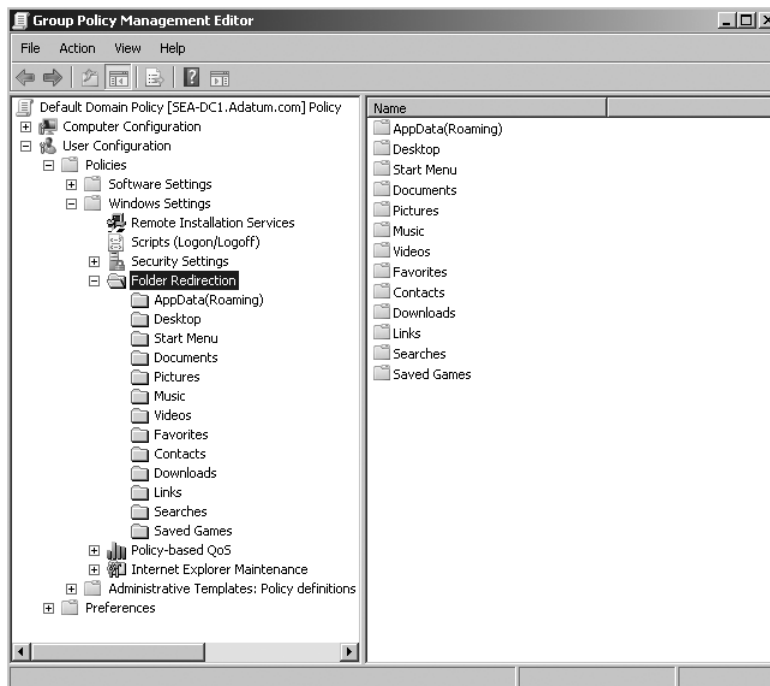 Group Policy Management Editor
File Action View Help
Default Domain Policy [SEA-DC1.Adatum.com] Policy
Computer Configuration
User Configuration
Policies
Software Settings
Windows Settings
Remote Installation Services
Scripts (Logon/Logoff)
Security Settings
Folder Redirection
AppData(Roaming)
Desktop
Start Menu
Documents
Pictures
Music
Videos
Favorites
Contacts
Downloads
Links
Searches
Saved Games
Policy-based QoS
Internet Explorer Maintenance
Administrative Templates: Policy definitions
Preferences
Name
AppData(Roaming)
Desktop
Start Menu
Documents
Pictures
Music
Videos
Favorites
Contacts
Downloads
Links
Searches
Saved Games